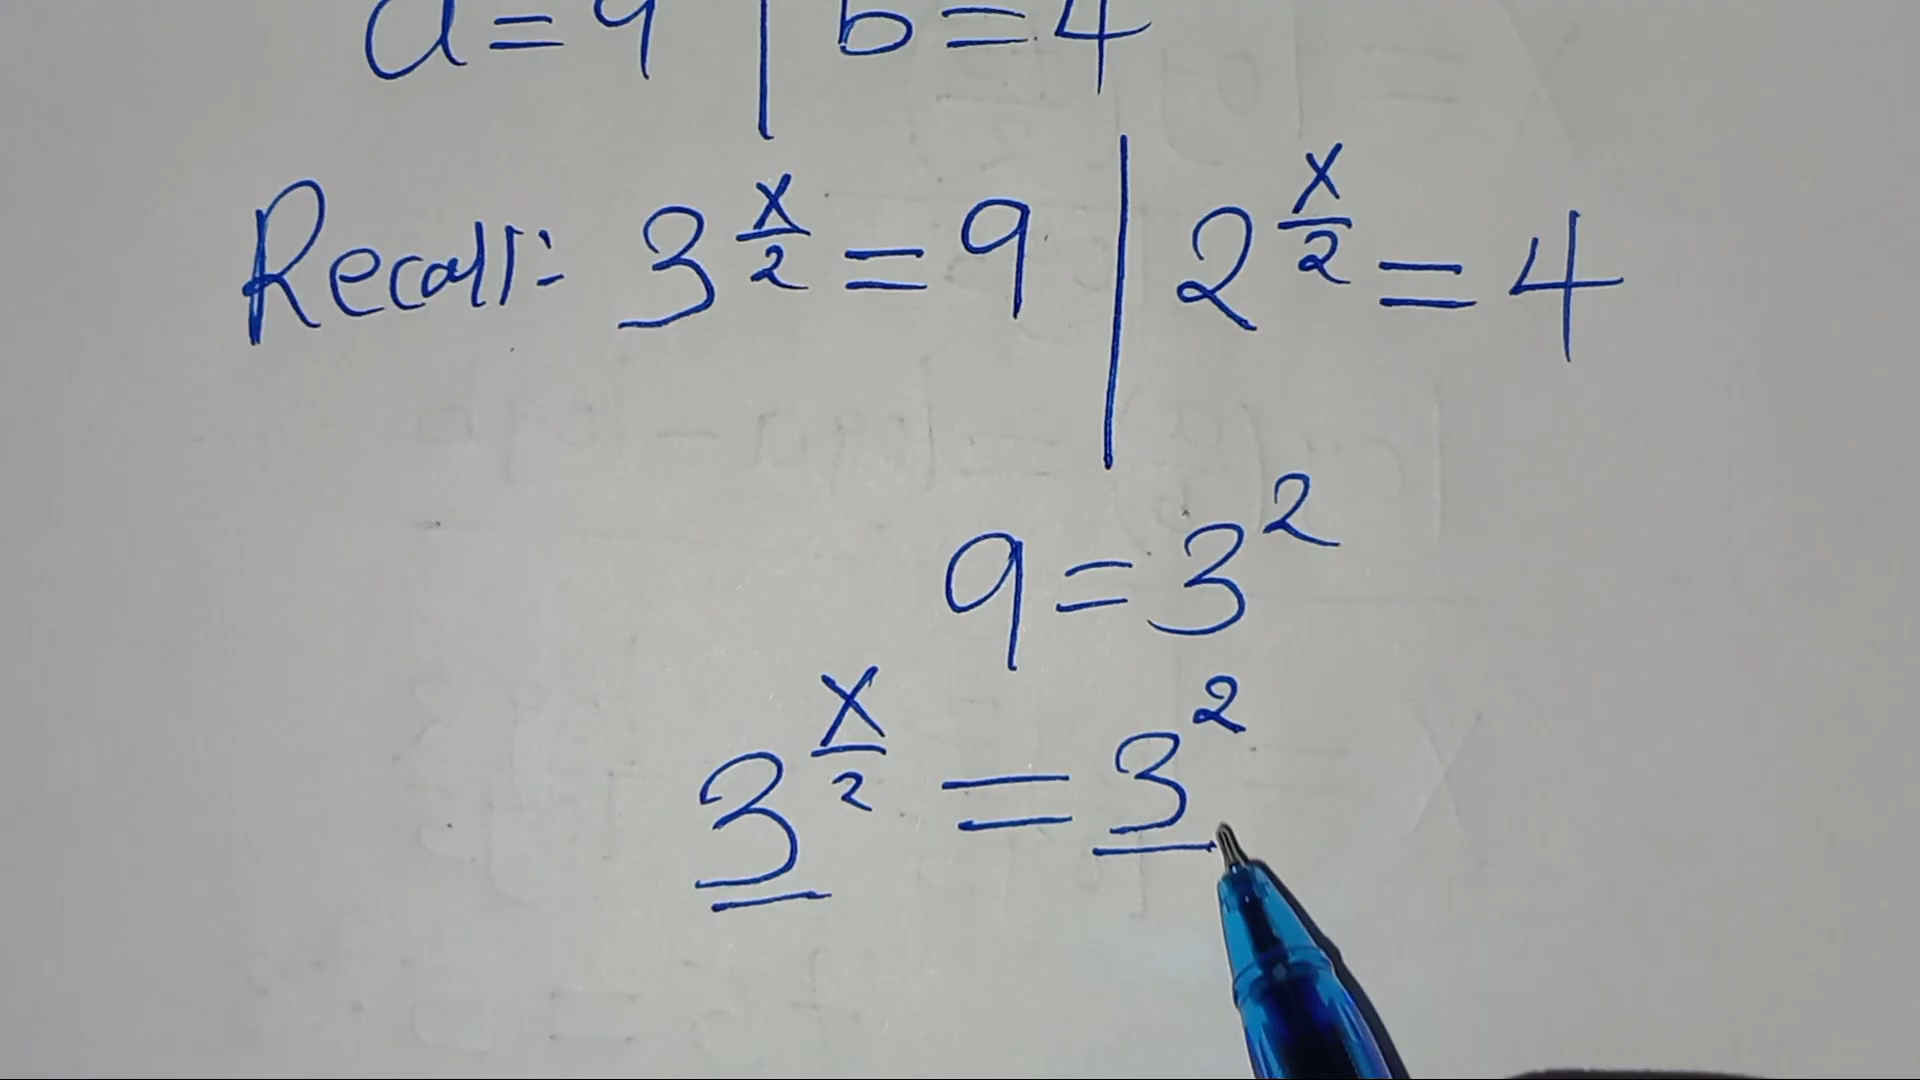 a = 9 | b = 4
Recall: 3^(x/2) = 9 | 2^(x/2) = 4
9 = 3^2
3^(x/2) = 3^2